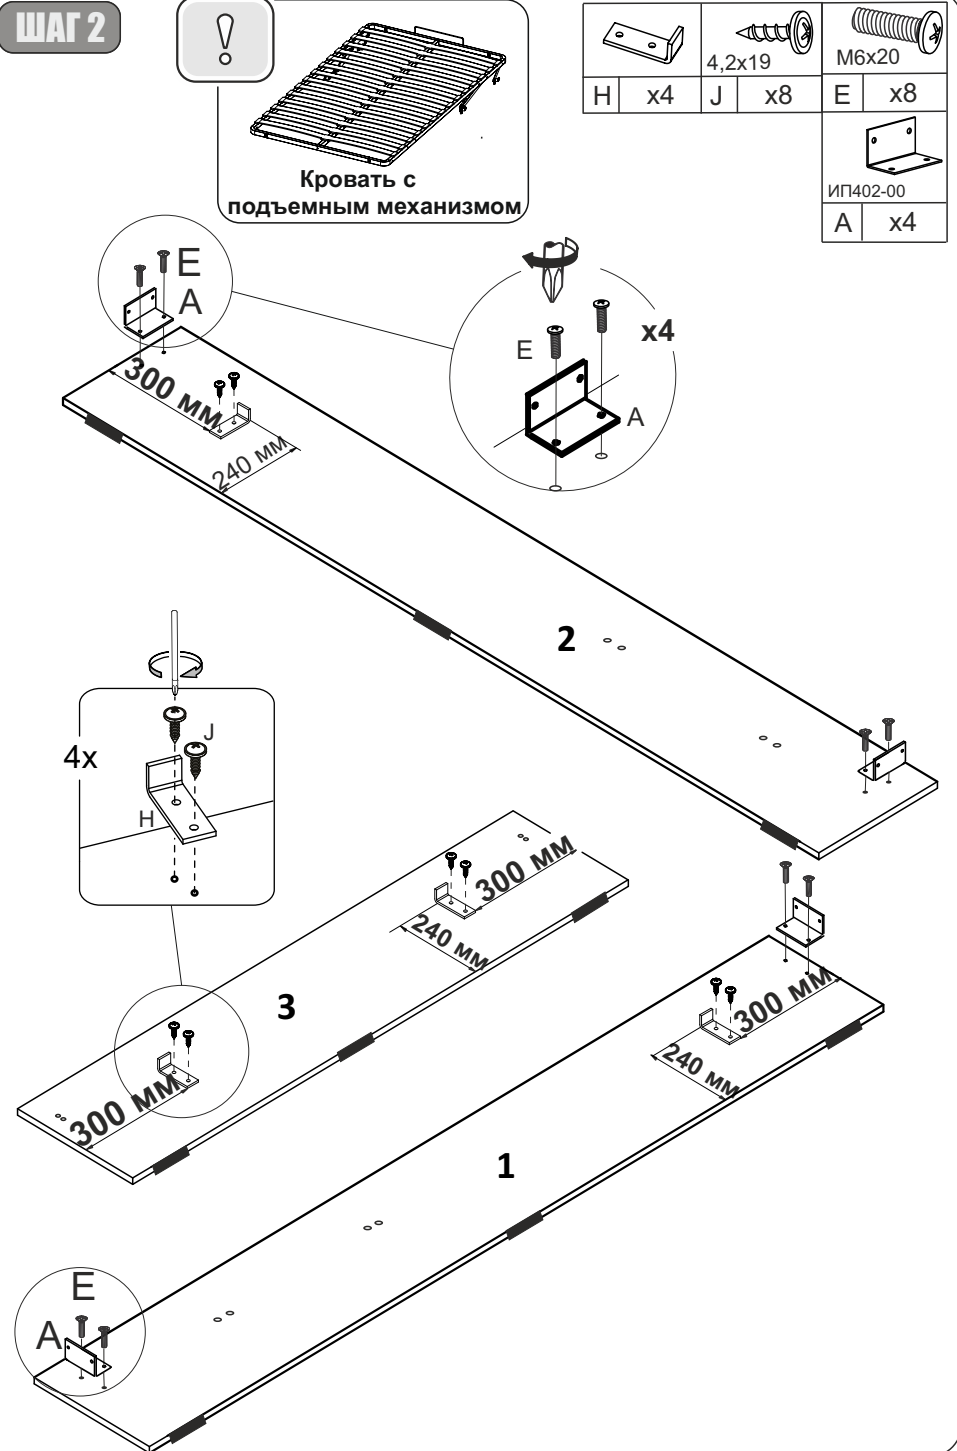 ШАГ 2
Кровать с
подъемным механизмом
4,2x19
M6x20
H x4 J x8 E x8
ИП402-00
A x4
E
A
300 мм
240 мм
E
A
x4
2
4x
J
H
300 мм
240 мм
3
300 мм
300 мм
240 мм
1
E
A